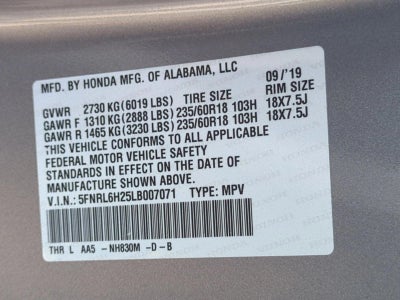 MFD. BY HONDA MFG. OF ALABAMA, LLC
09/'19
GVWR 2730 KG(6019 LBS) TIRE SIZE RIM SIZE
GAWR F 1310 KG(2888 LBS)235/60R18 103H 18X7.5J
GAWR R 1465 KG(3230 LBS)235/60R18 103H 18X7.5J
THIS VEHICLE CONFORMS TO ALL APPLICABLE
FEDERAL MOTOR VEHICLE SAFETY
STANDARDS IN EFFECT ON THE DATE OF
MANUFACTURE SHOWN ABOVE.
V.I.N.: 5FNRL6H25LB007071 TYPE: MPV
THR L AA5 -NH830M -D-B